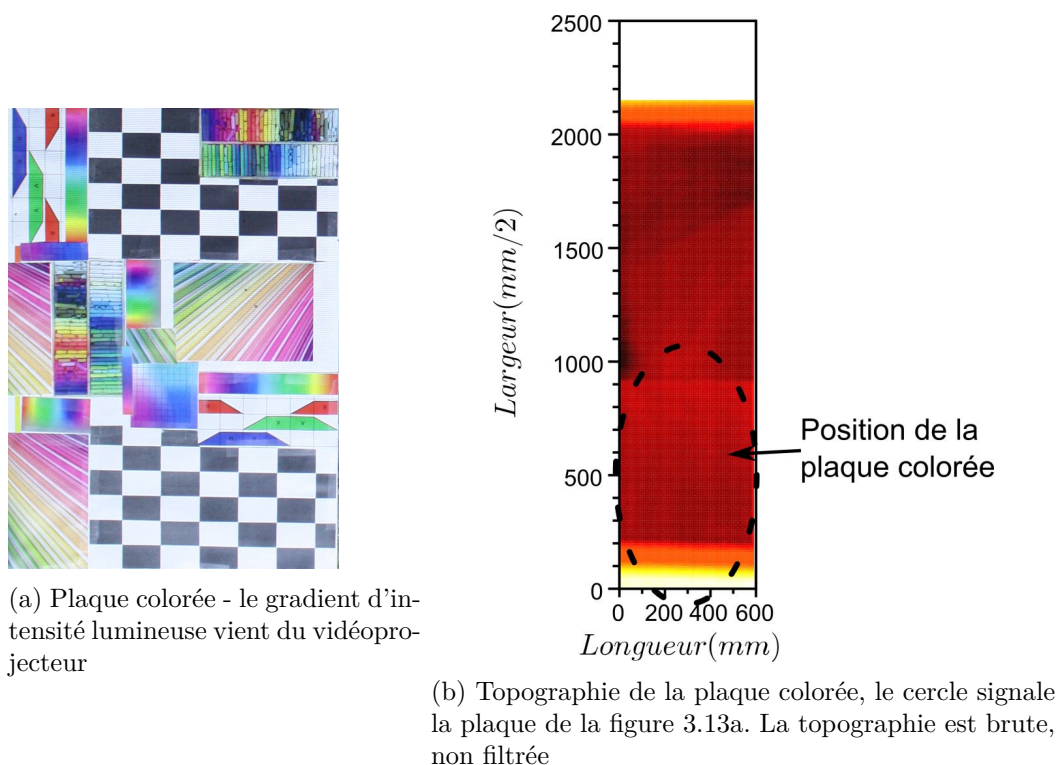 (a) Plaque colorée - le gradient d'in-
tensité lumineuse vient du vidéopro-
jecteur
2500
2000
1500
1000
500
0
Largeur(mm/2)
0 200 400 600
Longueur(mm)
Position de la
plaque colorée
(b) Topographie de la plaque colorée, le cercle signale
la plaque de la figure 3.13a. La topographie est brute,
non filtrée